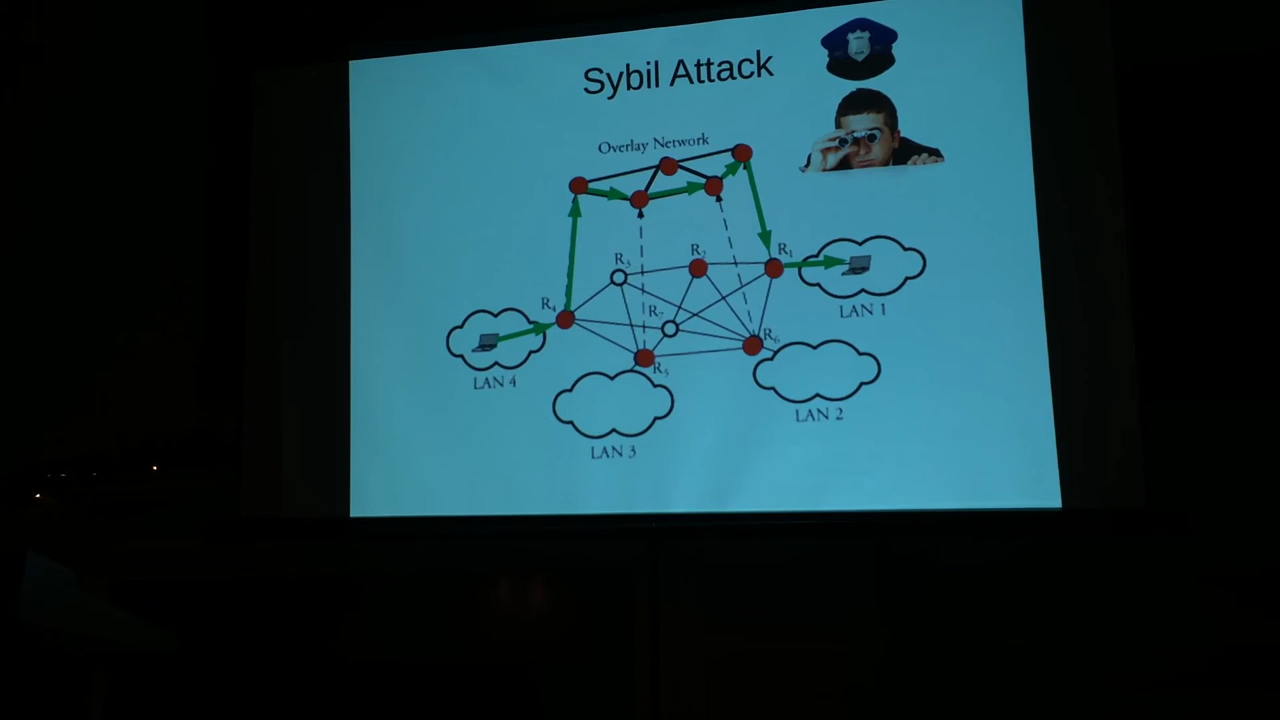 Sybil Attack
Overlay Network
R3
R2
R1
LAN 1
R4
R7
R6
LAN 4
R5
LAN 2
LAN 3